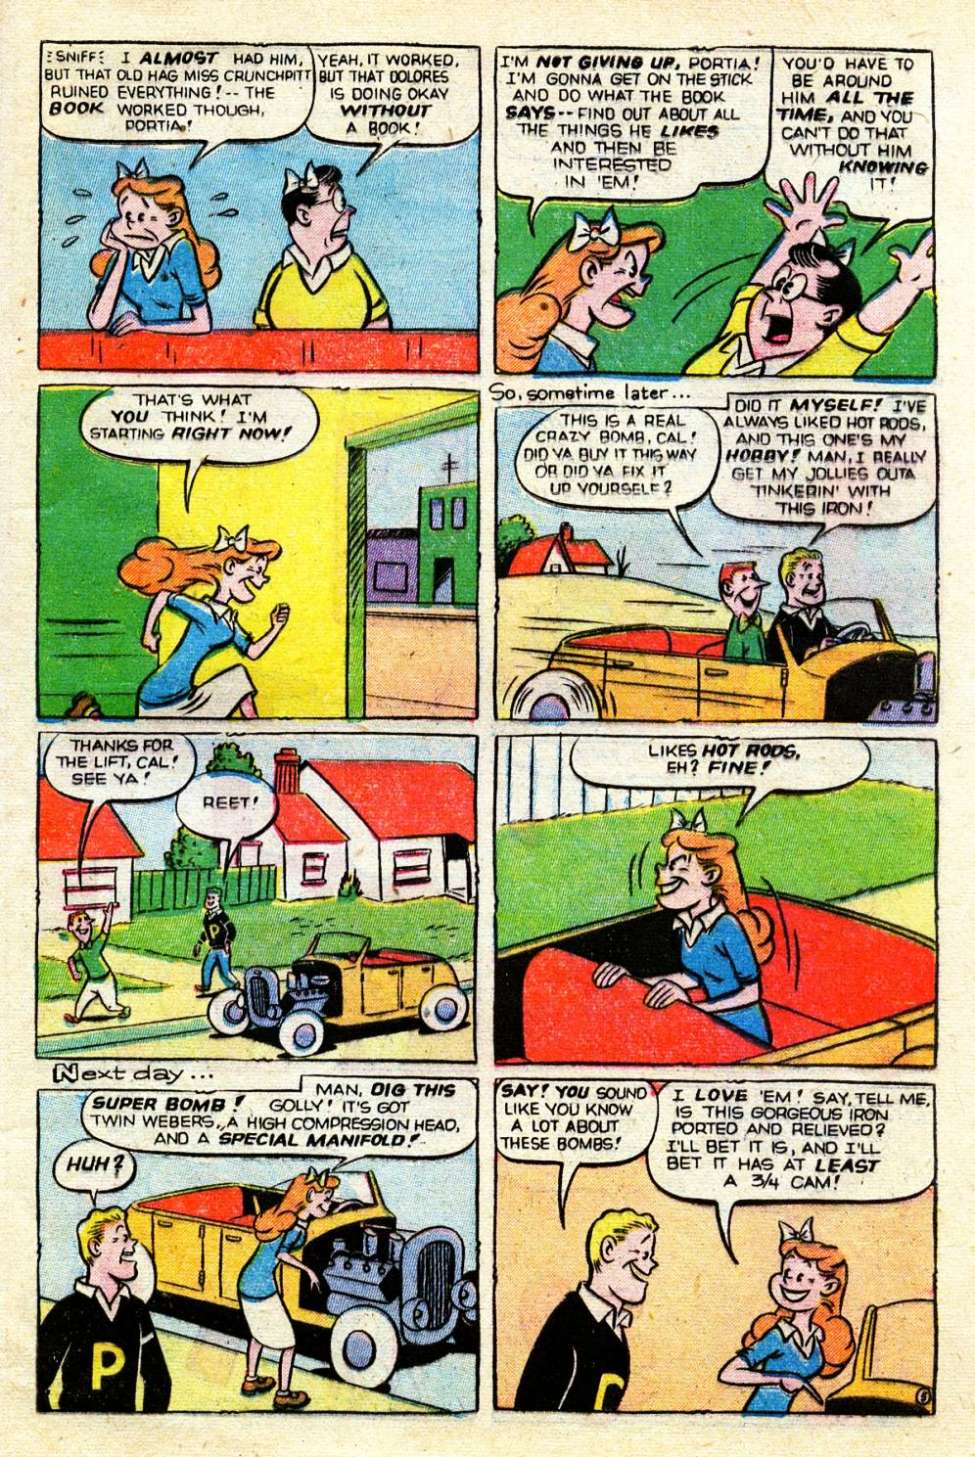 :SNIFF: I ALMOST HAD HIM,
BUT THAT OLD HAG MISS CRUNCHPITT
RUINED EVERYTHING!-- THE
BOOK WORKED THOUGH,
PORTIA!
YEAH, IT WORKED,
BUT THAT DOLORES
IS DOING OKAY
WITHOUT
A BOOK!
I'M NOT GIVING UP, PORTIA!
I'M GONNA GET ON THE STICK
AND DO WHAT THE BOOK
SAYS-- FIND OUT ABOUT ALL
THE THINGS HE LIKES
AND THEN BE
INTERESTED
IN 'EM!
YOU'D HAVE TO
BE AROUND
HIM ALL THE
TIME, AND YOU
CAN'T DO THAT
WITHOUT HIM
KNOWING
IT!
THAT'S WHAT
YOU THINK! I'M
STARTING RIGHT NOW!
So, sometime later...
THIS IS A REAL
CRAZY BOMB, CAL!
DID YA BUY IT THIS WAY
OR DID YA FIX IT
UP YOURSELF?
DID IT MYSELF! I'VE
ALWAYS LIKED HOT RODS,
AND THIS ONE'S MY
HOBBY! MAN, I REALLY
GET MY JOLLIES OUTA
TINKERIN' WITH
THIS IRON!
THANKS FOR
THE LIFT, CAL!
SEE YA!
REET!
P
LIKES HOT RODS,
EH? FINE!
Next day...
MAN, DIG THIS
SUPER BOMB! GOLLY! IT'S GOT
TWIN WEBERS, A HIGH COMPRESSION HEAD,
AND A SPECIAL MANIFOLD!-
HUH?
P
SAY! YOU SOUND
LIKE YOU KNOW
A LOT ABOUT
THESE BOMBS!
I LOVE 'EM! SAY, TELL ME,
IS THIS GORGEOUS IRON
PORTED AND RELIEVED?
I'LL BET IT IS, AND I'LL
BET IT HAS AT LEAST
A 3/4 CAM!